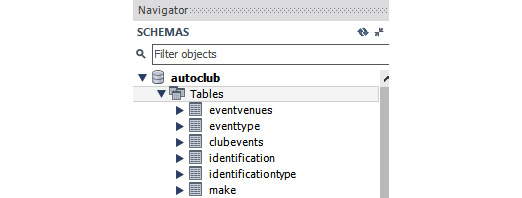 Navigator
SCHEMAS
Filter objects
autoclub
Tables
eventvenues
eventtype
clubevents
identification
identificationtype
make